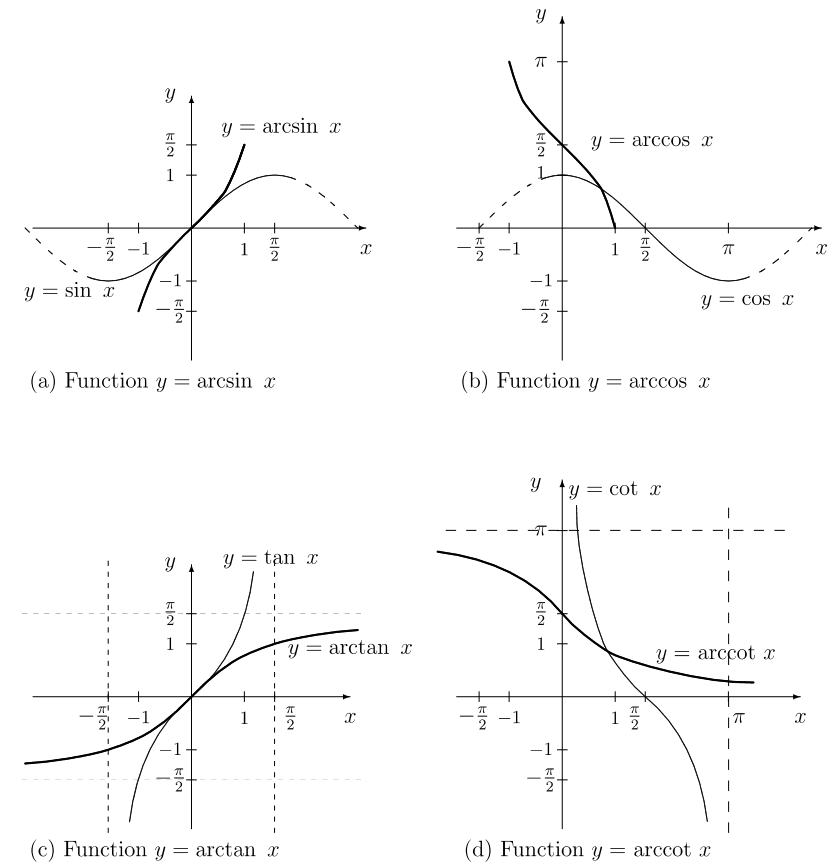 y
y = arcsin x
π/2
1
−π/2 −1 1 π/2 x
y = sin x
−1
−π/2
(a) Function y = arcsin x
y
π
π/2
y = arccos x
1
−π/2 −1 1 π/2 π x
−1
y = cos x
−π/2
(b) Function y = arccos x
y
y = tan x
π/2
1
y = arctan x
−π/2 −1 1 π/2 x
−1
−π/2
(c) Function y = arctan x
y
y = cot x
π
π/2
1
y = arccot x
−π/2 −1 1 π/2 π x
−1
−π/2
(d) Function y = arccot x